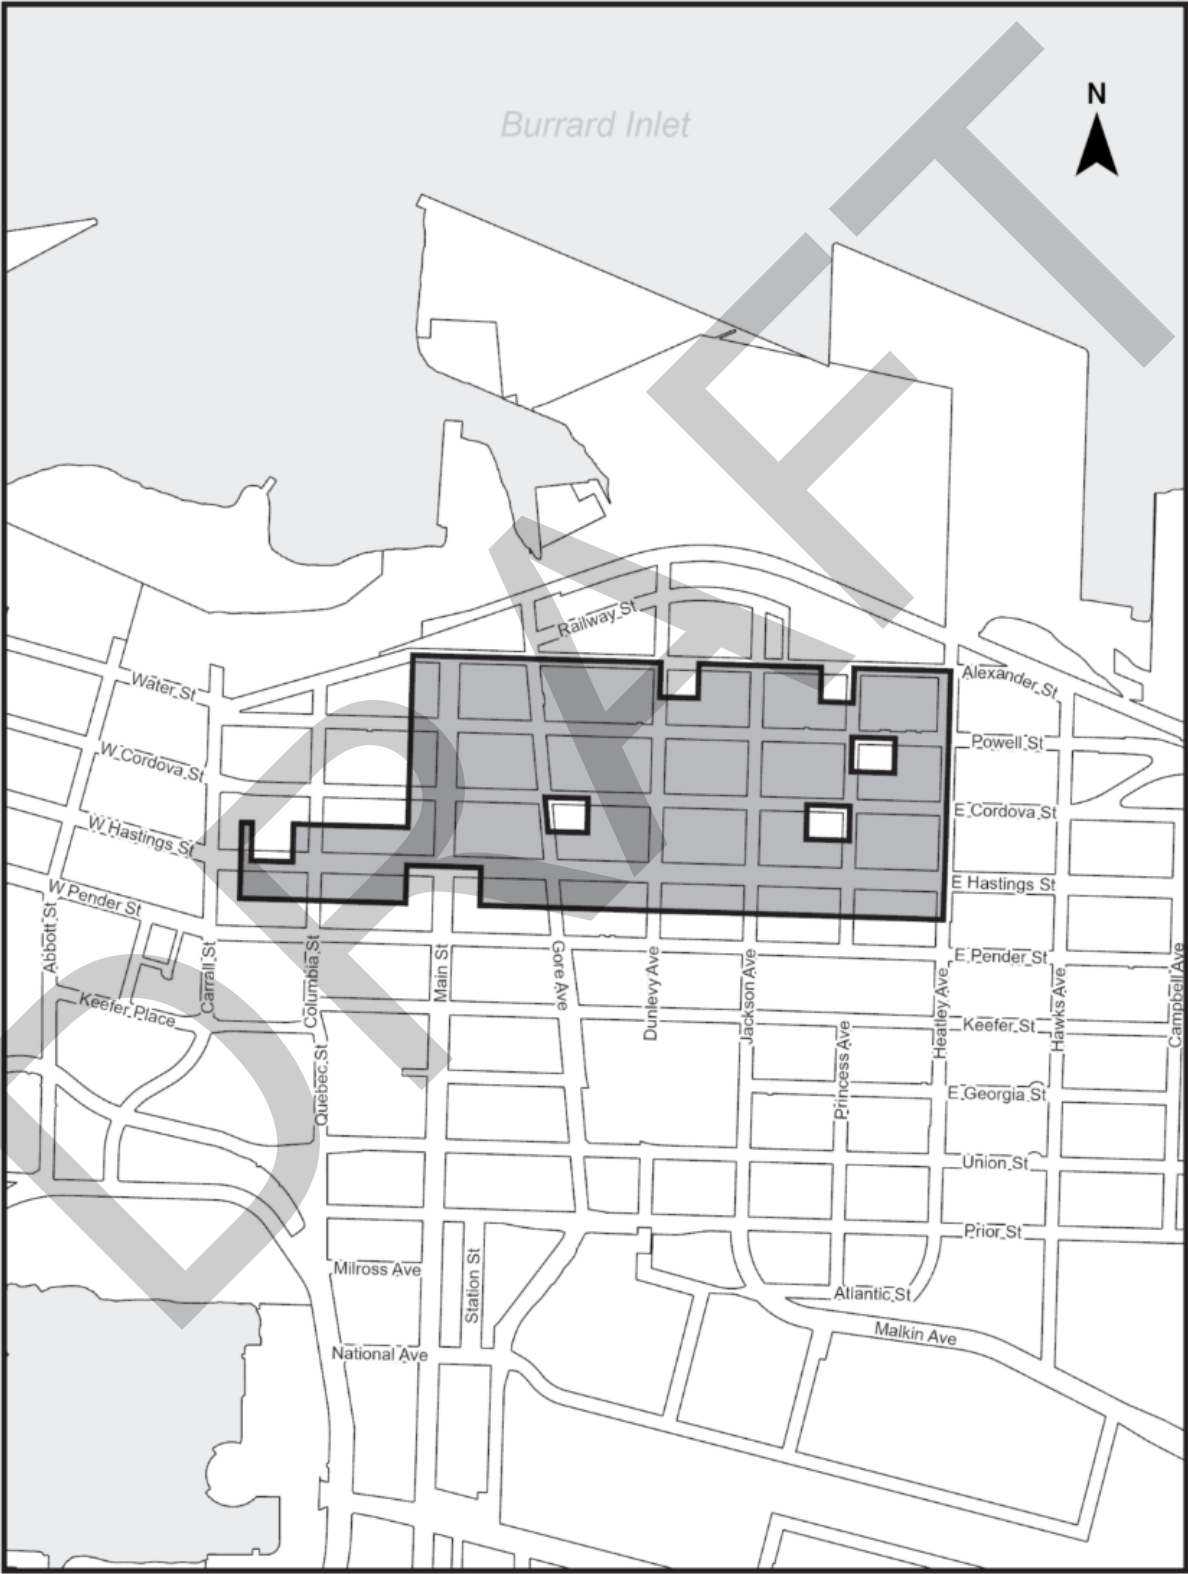 Burrard Inlet
N
Railway St
Water St
Alexander St
W Cordova St
Powell St
W Hastings St
E Cordova St
W Pender St
E Hastings St
Abbott St
Carrall St
Columbia St
Main St
Gore Ave
Dunlevy Ave
Jackson Ave
E Pender St
Heatley Ave
Hawks Ave
Campbell Ave
Keefer Place
Keefer St
Quebec St
Princess Ave
E Georgia St
Union St
Prior St
Milross Ave
Station St
Atlantic St
Malkin Ave
National Ave
DRAFT